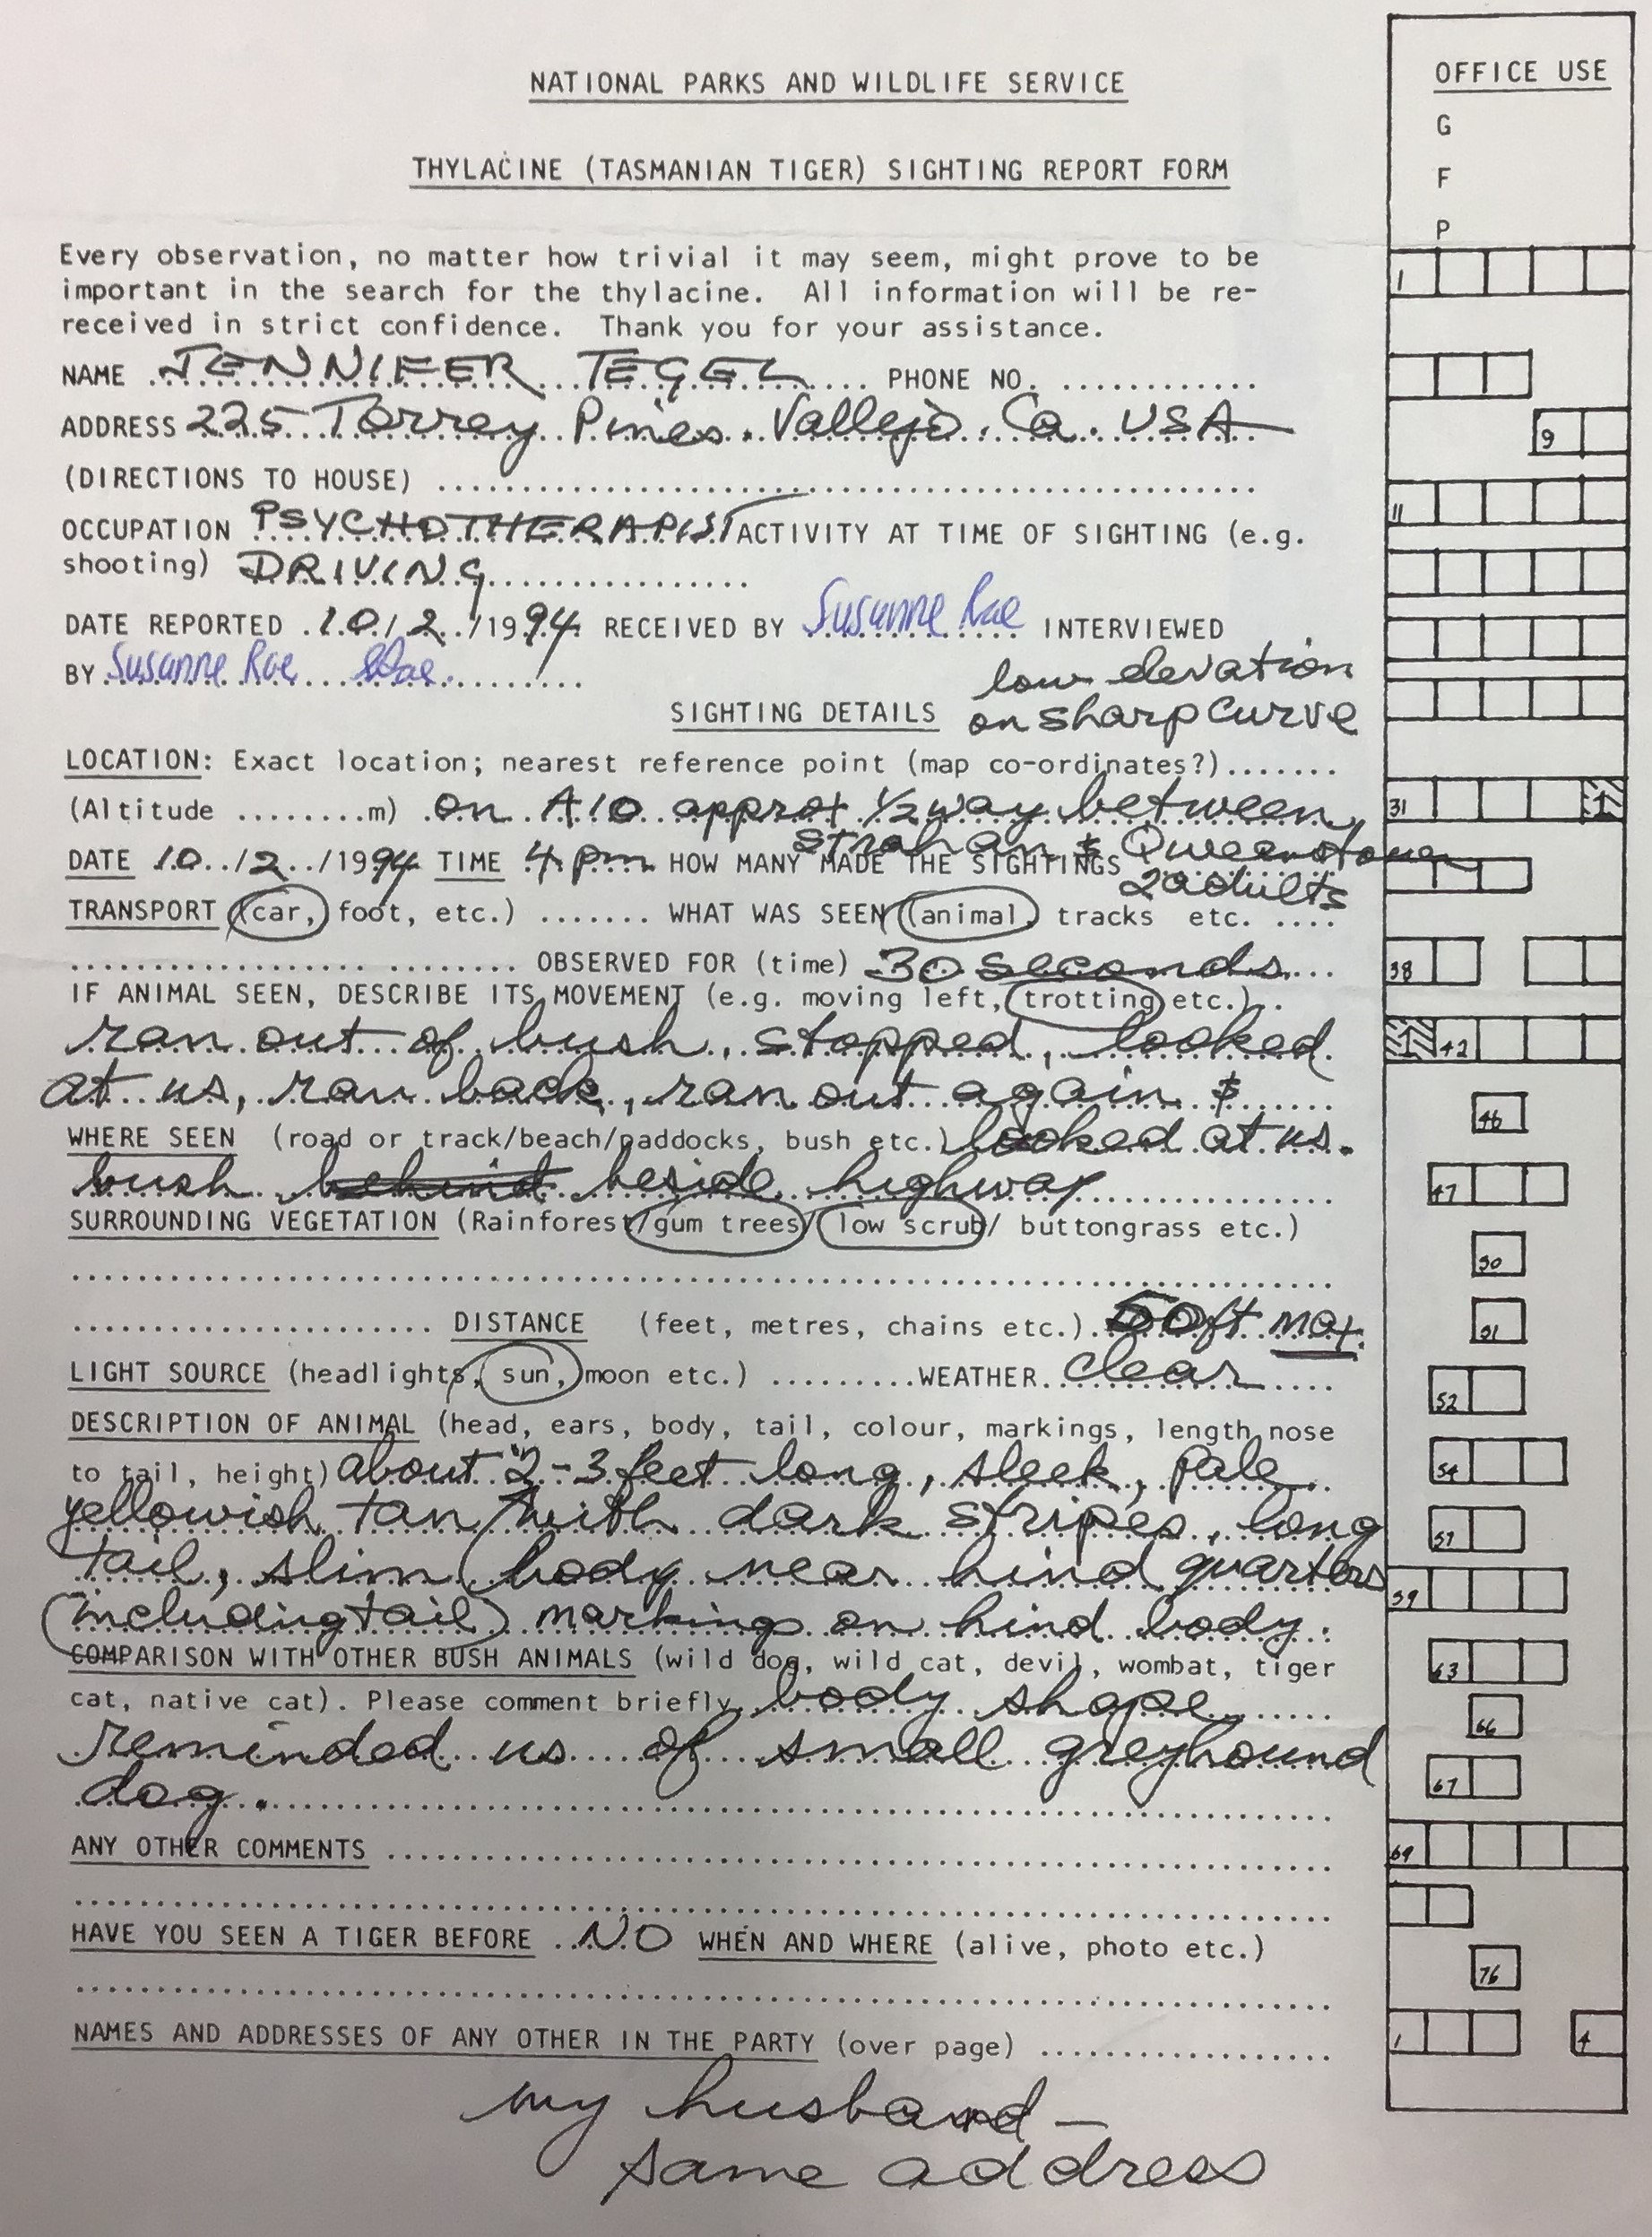 NATIONAL PARKS AND WILDLIFE SERVICE
OFFICE USE
G
THYLACINE (TASMANIAN TIGER) SIGHTING REPORT FORM
F
P
Every observation, no matter how trivial it may seem, might prove to be
important in the search for the thylacine. All information will be re-
received in strict confidence. Thank you for your assistance.
1
NAME JENNIFER TEGEL PHONE NO.
ADDRESS 225 Torrey Pines. Vallejo, Ca. USA
9
(DIRECTIONS TO HOUSE)
11
OCCUPATION PSYCHOTHERAPIST ACTIVITY AT TIME OF SIGHTING (e.g.
shooting) DRIVING
DATE REPORTED 10/2/1994 RECEIVED BY Susanne Rae INTERVIEWED
BY Susanne Rae SRae
low elevation
SIGHTING DETAILS on sharp curve
LOCATION: Exact location; nearest reference point (map co-ordinates?)
(Altitude ........m) on A10 approx 1/2 way between
31
1
Strahan & Queenstown
DATE 10/2/1994 TIME 4 pm HOW MANY MADE THE SIGHTINGS
2 adults
TRANSPORT (car, foot, etc.) ....... WHAT WAS SEEN (animal, tracks etc. ....
OBSERVED FOR (time) 30 seconds
38
IF ANIMAL SEEN, DESCRIBE ITS MOVEMENT (e.g. moving left, trotting etc.)
ran out of bush, stopped, looked
1 42
at us, ran back, ran out again &
46
WHERE SEEN (road or track/beach/paddocks, bush etc.) looked at us.
bush behind beside highway
47
SURROUNDING VEGETATION (Rainforest/gum trees/low scrub/ buttongrass etc.)
50
DISTANCE (feet, metres, chains etc.) 50ft max.
51
LIGHT SOURCE (headlights, sun, moon etc.) .........WEATHER clear
52
DESCRIPTION OF ANIMAL (head, ears, body, tail, colour, markings, length nose
to tail, height) about 2-3 feet long, sleek, pale
54
yellowish tan with dark stripes, long
57
tail, slim body near hind quarters
59
(including tail) markings on hind body.
COMPARISON WITH OTHER BUSH ANIMALS (wild dog, wild cat, devil, wombat, tiger
63
cat, native cat). Please comment briefly body shape
66
reminded us of small greyhound
67
dog.
ANY OTHER COMMENTS
69
HAVE YOU SEEN A TIGER BEFORE NO WHEN AND WHERE (alive, photo etc.)
76
NAMES AND ADDRESSES OF ANY OTHER IN THE PARTY (over page)
1 4
my husband –
same address